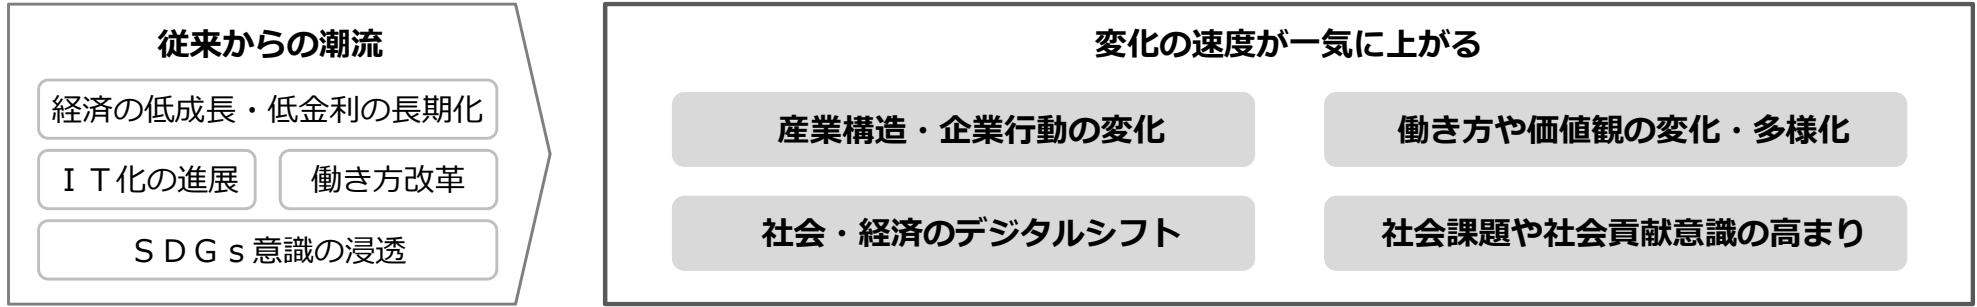 従来からの潮流
経済の低成長・低金利の長期化
ＩＴ化の進展
働き方改革
ＳＤＧｓ意識の浸透
変化の速度が一気に上がる
産業構造・企業行動の変化
働き方や価値観の変化・多様化
社会・経済のデジタルシフト
社会課題や社会貢献意識の高まり